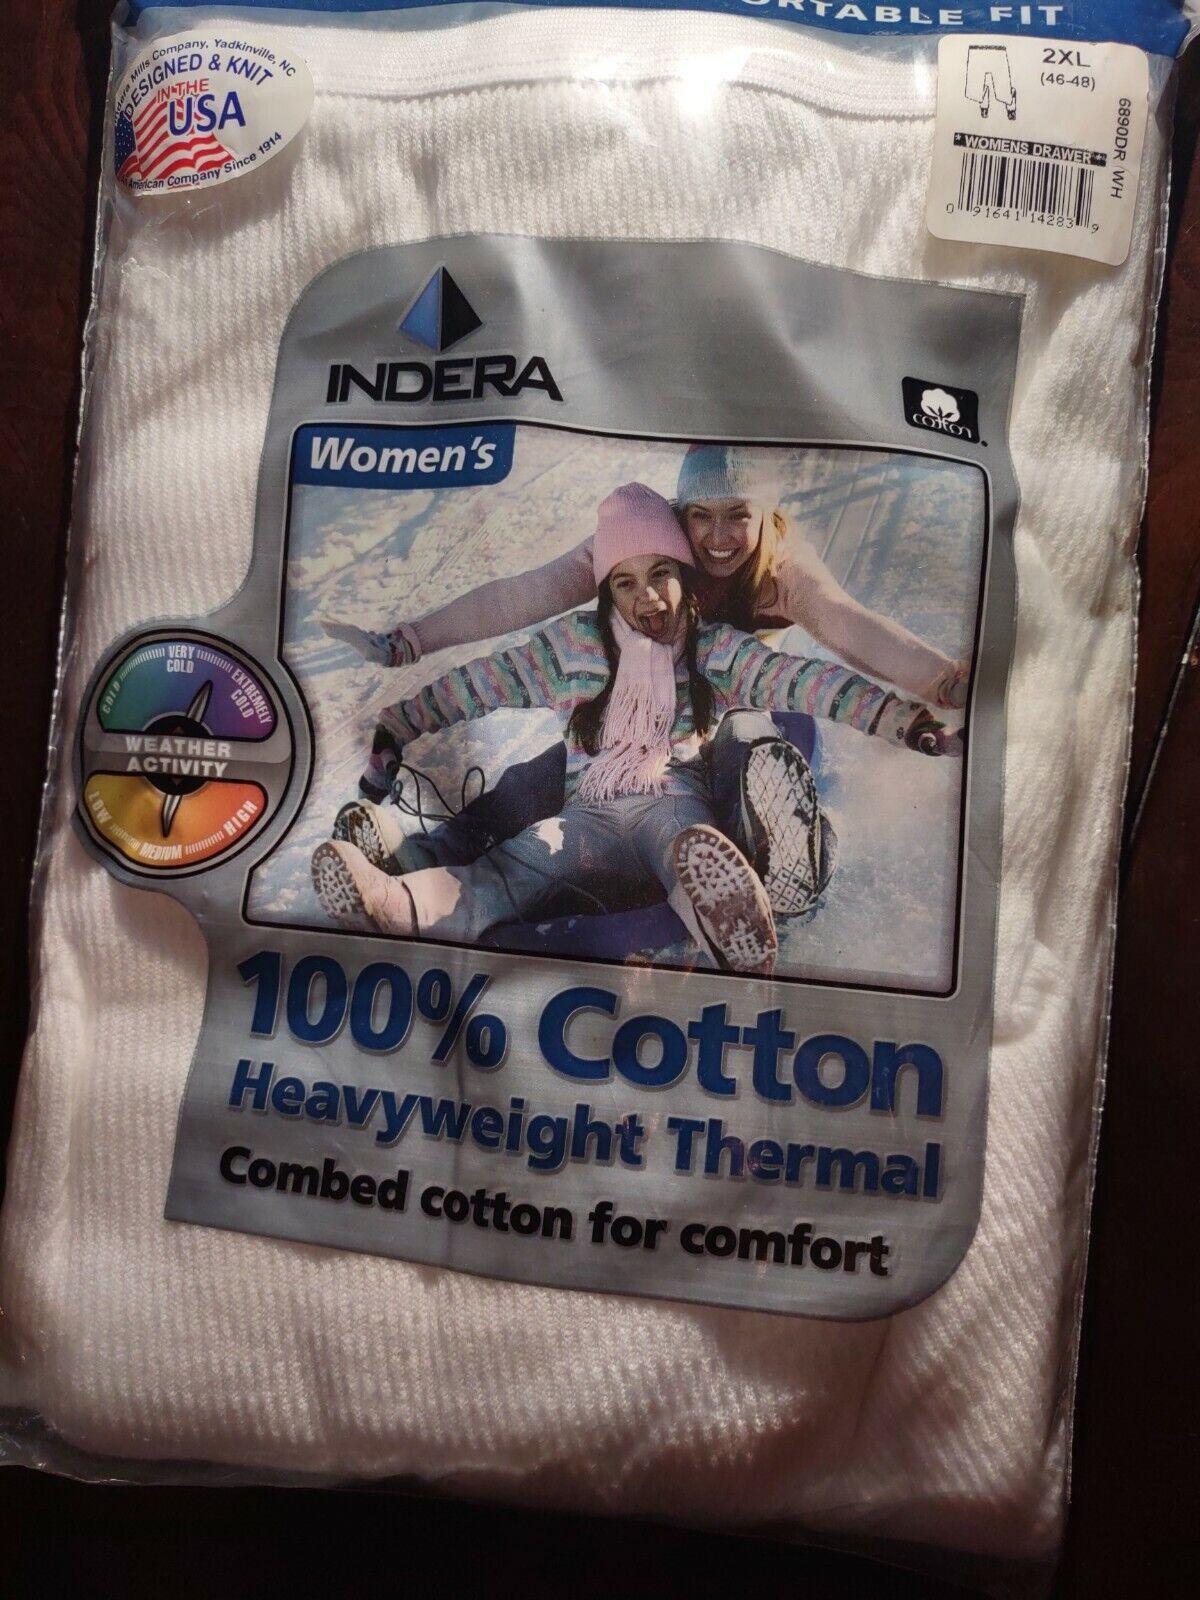 FIT
Mills Company, Yadkinville, NC
DESIGNED & KNIT
IN THE
USA
American Company Since 1914
2XL
(46-48)
* WOMENS DRAWER *
6890DR WH
0 91641 14283 9
INDERA
cotton
Women's
COLD
VERY
COLD
EXTREMELY
COLD
WEATHER
ACTIVITY
LOW
MEDIUM
HIGH
100% Cotton
Heavyweight Thermal
Combed cotton for comfort